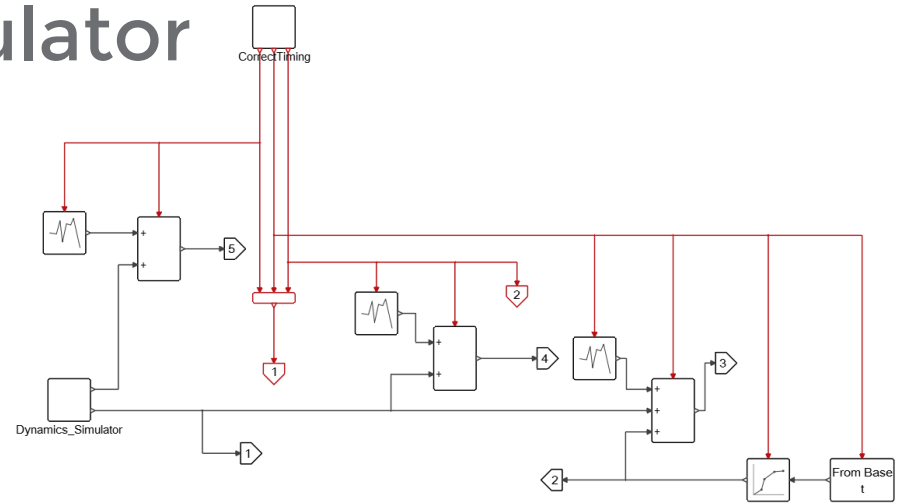 ulator
CorrectTiming
+
5
+
2
1
+
4
+
3
+
+
+
Dynamics_Simulator
1
2
From Base
t